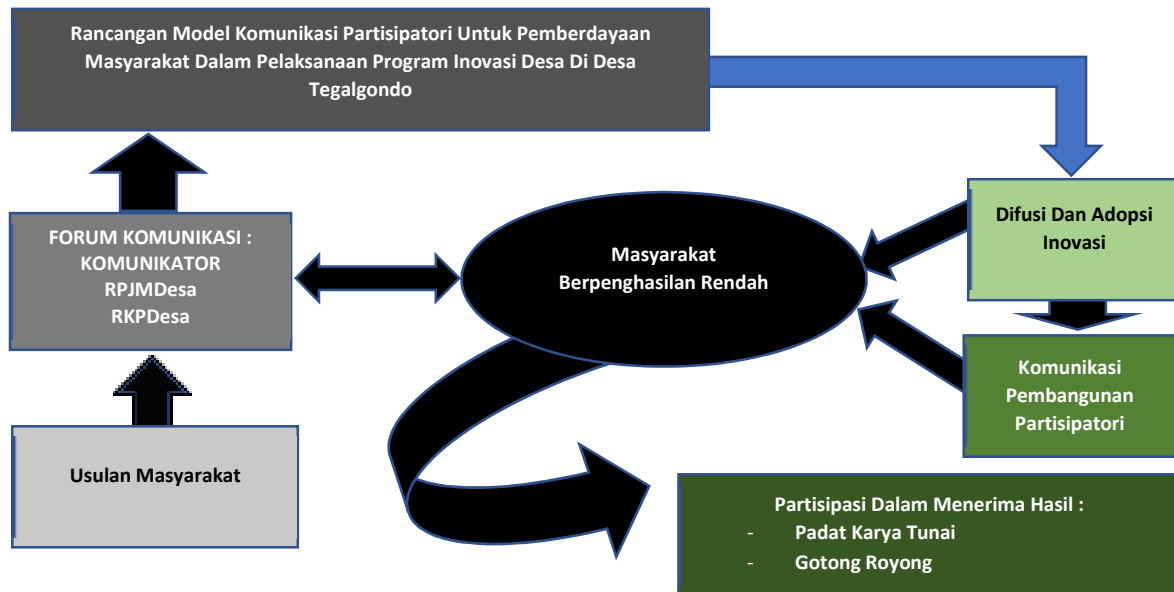 Rancangan Model Komunikasi Partisipatori Untuk Pemberdayaan
Masyarakat Dalam Pelaksanaan Program Inovasi Desa Di Desa
Tegalgondo
FORUM KOMUNIKASI :
KOMUNIKATOR
RPJMDesa
RKPDesa
Masyarakat
Berpenghasilan Rendah
Difusi Dan Adopsi
Inovasi
Komunikasi
Pembangunan
Partisipatori
Usulan Masyarakat
Partisipasi Dalam Menerima Hasil :
- Padat Karya Tunai
- Gotong Royong